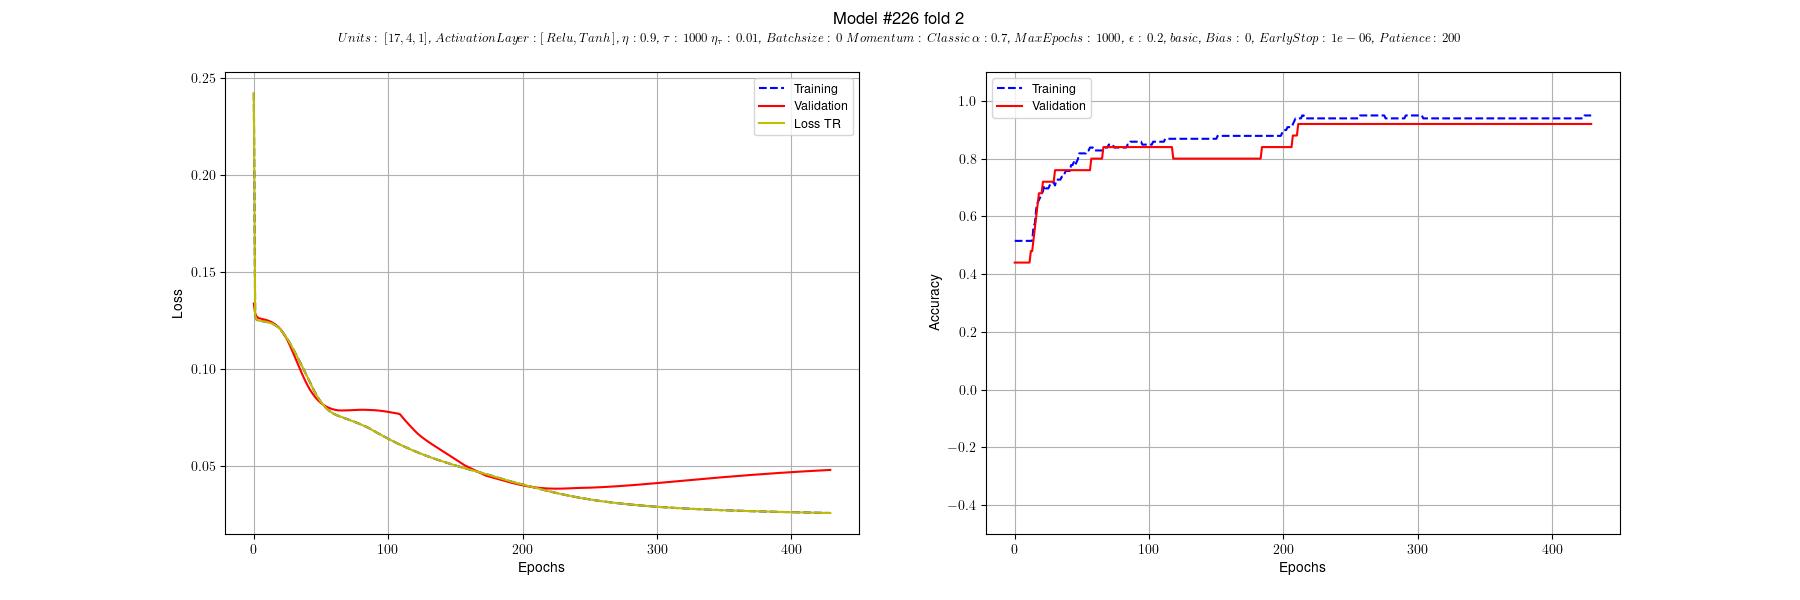 Model #226 fold 2
Units : [17, 4, 1], ActivationLayer : [ Relu, Tanh ], η : 0.9, τ : 1000 η_τ : 0.01, Batchsize : 0 Momentum : Classic α : 0.7, MaxEpochs : 1000, ϵ : 0.2, basic, Bias : 0, EarlyStop : 1e − 06, Patience : 200
0.25
0.20
0.15
0.10
0.05
Loss
0 100 200 300 400
Epochs
Training
Validation
Loss TR
1.0
0.8
0.6
0.4
0.2
0.0
−0.2
−0.4
Accuracy
0 100 200 300 400
Epochs
Training
Validation